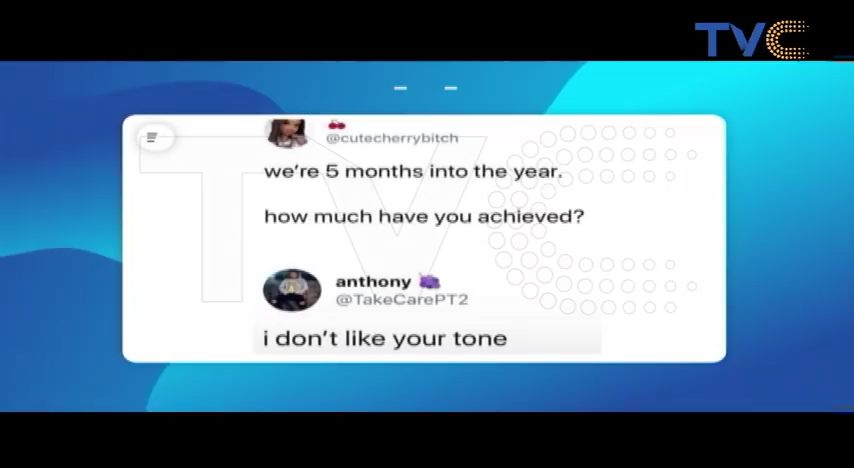 TVC
@cutecherrybitch
we're 5 months into the year.
how much have you achieved?
anthony
@TakeCarePT2
i don't like your tone